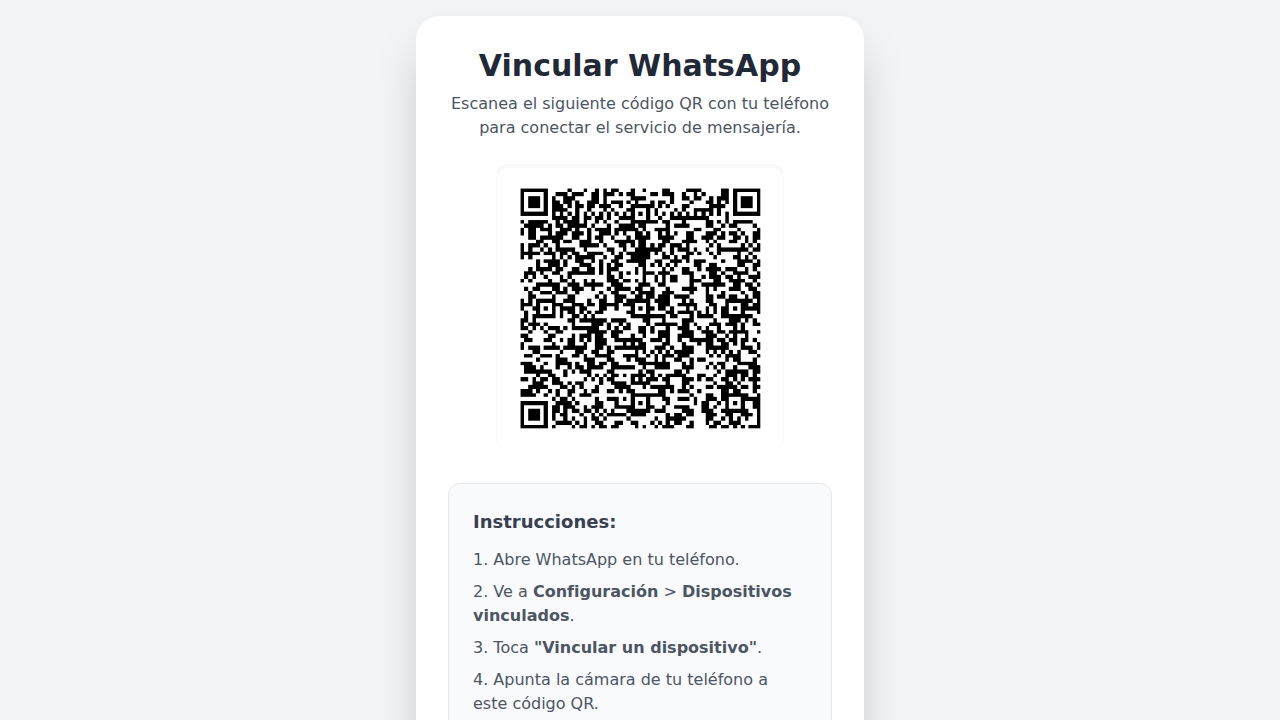 Vincular WhatsApp
Escanea el siguiente código QR con tu teléfono
para conectar el servicio de mensajería.
Instrucciones:
1. Abre WhatsApp en tu teléfono.
2. Ve a Configuración > Dispositivos
vinculados.
3. Toca "Vincular un dispositivo".
4. Apunta la cámara de tu teléfono a
este código QR.